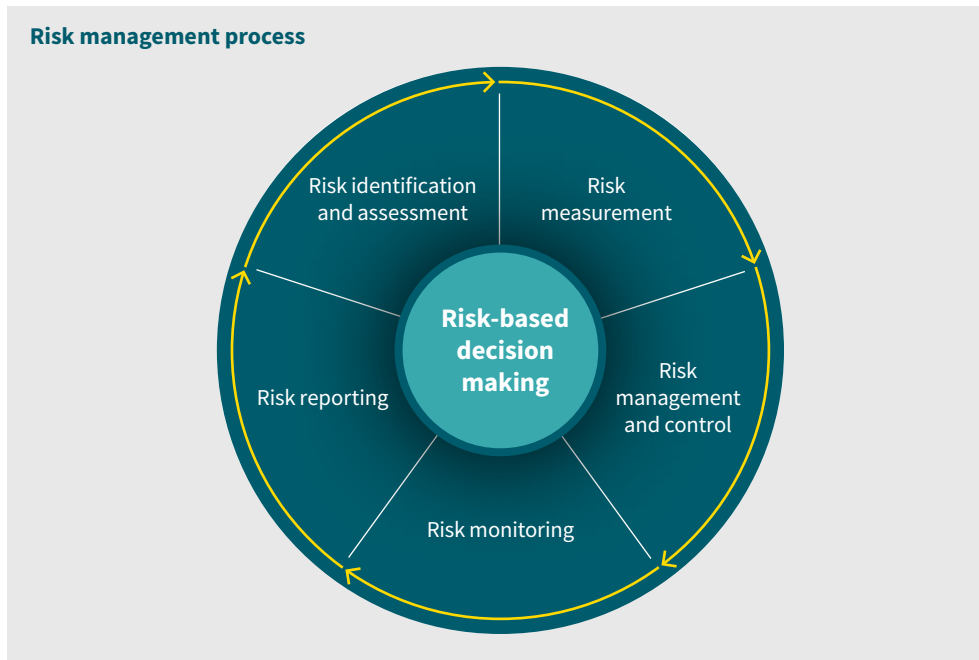 Risk management process
Risk identification
and assessment
Risk
measurement
Risk-based
decision
making
Risk
management
and control
Risk reporting
Risk monitoring